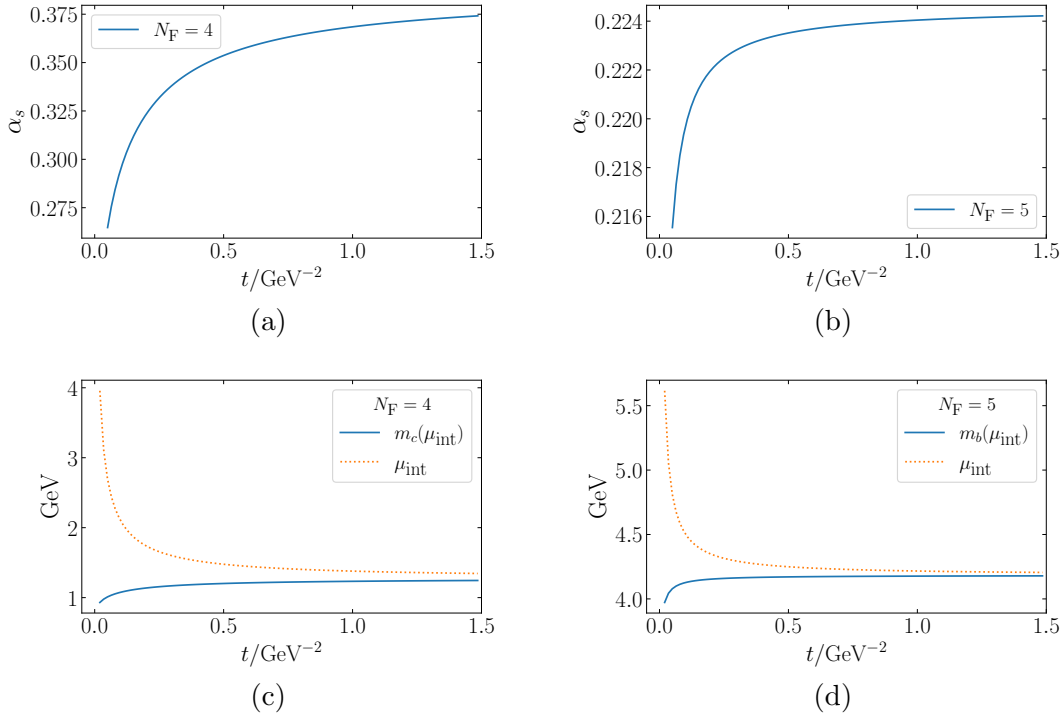 0.375
0.350
0.325
0.300
0.275
α_s
N_F = 4
0.0 0.5 1.0 1.5
t/GeV⁻²
(a)
0.224
0.222
0.220
0.218
0.216
α_s
N_F = 5
0.0 0.5 1.0 1.5
t/GeV⁻²
(b)
4
3
2
1
GeV
N_F = 4
m_c(μ_int)
μ_int
0.0 0.5 1.0 1.5
t/GeV⁻²
(c)
5.5
5.0
4.5
4.0
GeV
N_F = 5
m_b(μ_int)
μ_int
0.0 0.5 1.0 1.5
t/GeV⁻²
(d)